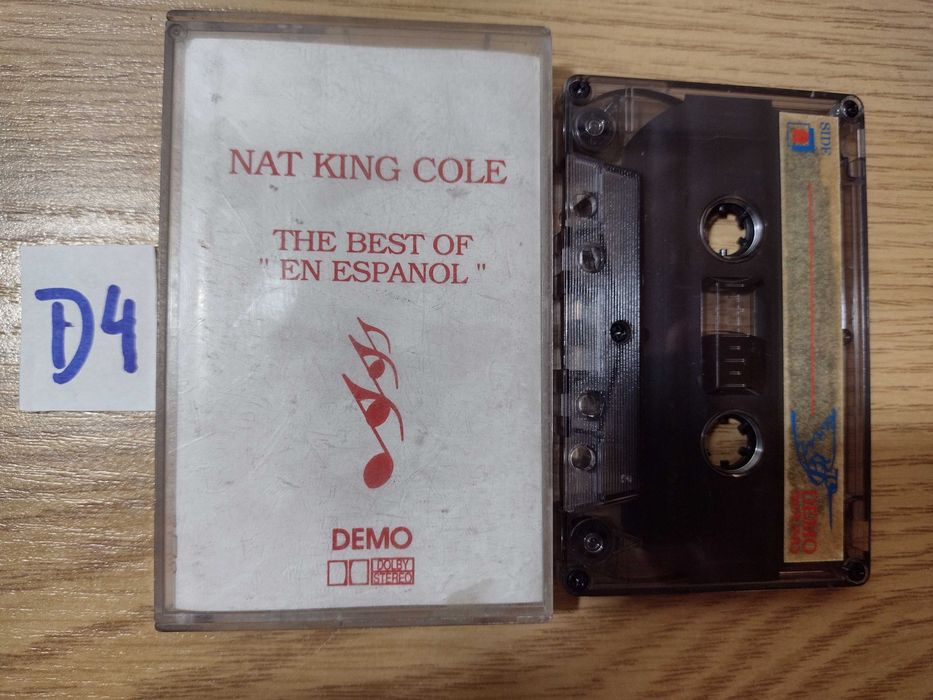 D4
NAT KING COLE
THE BEST OF
" EN ESPANOL "
DEMO
DOLBY
STEREO
SIDE
DEMO